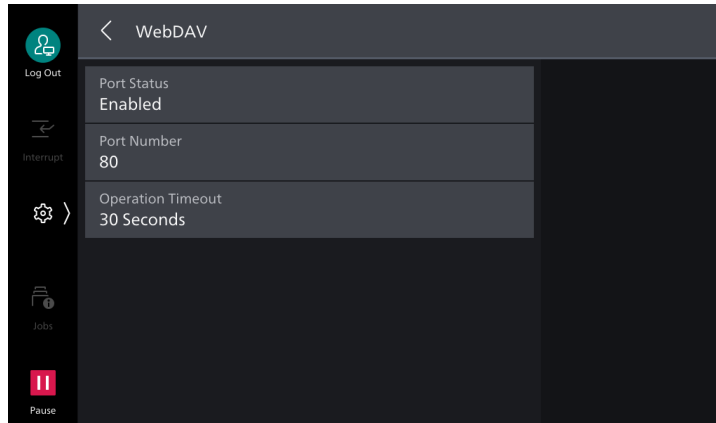 WebDAV
Log Out
Port Status
Enabled
Port Number
80
Interrupt
Operation Timeout
30 Seconds
Jobs
Pause